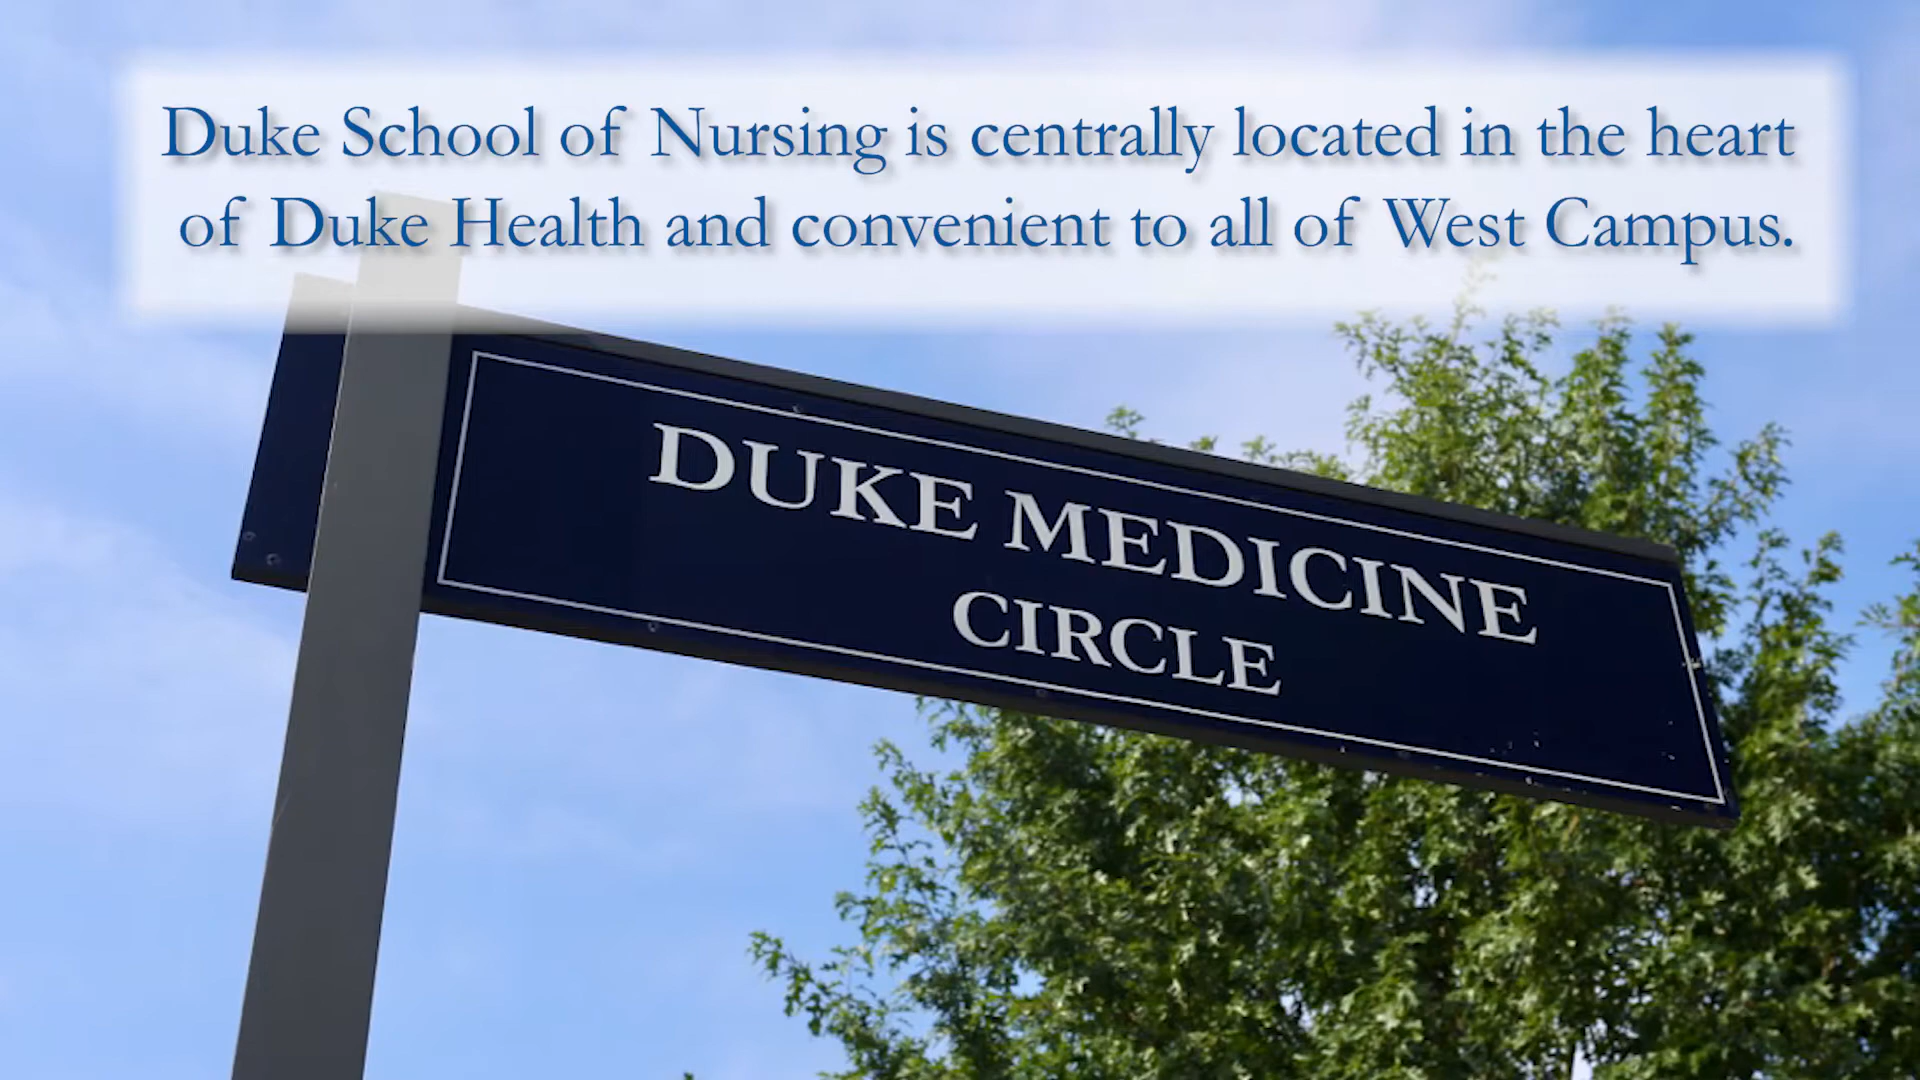 Duke School of Nursing is centrally located in the heart
of Duke Health and convenient to all of West Campus.
DUKE MEDICINE
CIRCLE